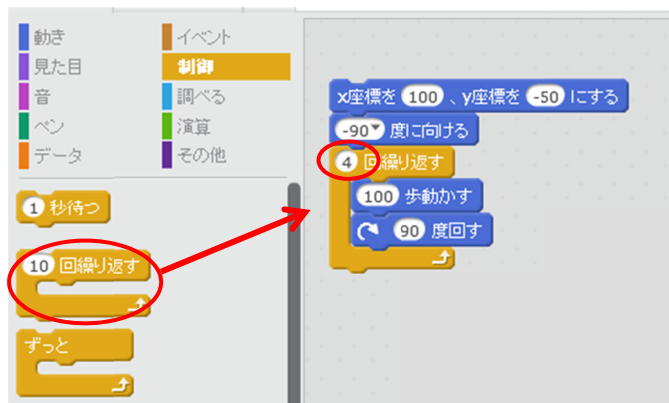 動き
イベント
見た目
制御
音
調べる
ペン
演算
データ
その他
1 秒待つ
10 回繰り返す
ずっと
x座標を 100 、y座標を -50 にする
-90 度に向ける
4 回繰り返す
100 歩動かす
90 度回す